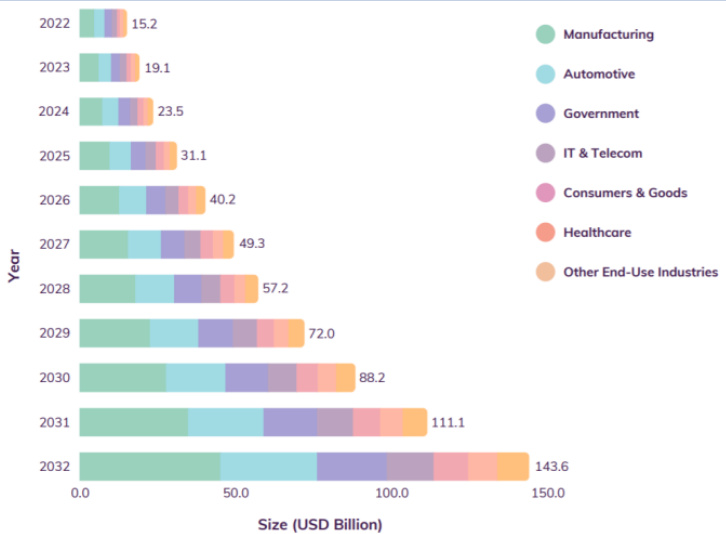 2022 15.2
2023 19.1
2024 23.5
2025 31.1
2026 40.2
2027 49.3
2028 57.2
2029 72.0
2030 88.2
2031 111.1
2032 143.6
0.0 50.0 100.0 150.0
Year
Size (USD Billion)
Manufacturing
Automotive
Government
IT & Telecom
Consumers & Goods
Healthcare
Other End-Use Industries